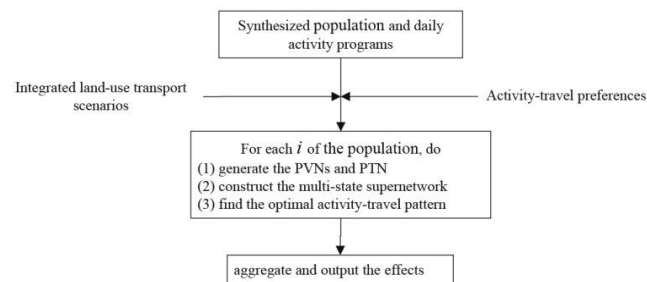 Synthesized population and daily
activity programs
Integrated land-use transport
scenarios
Activity-travel preferences
For each i of the population, do
(1) generate the PVNs and PTN
(2) construct the multi-state supernetwork
(3) find the optimal activity-travel pattern
aggregate and output the effects